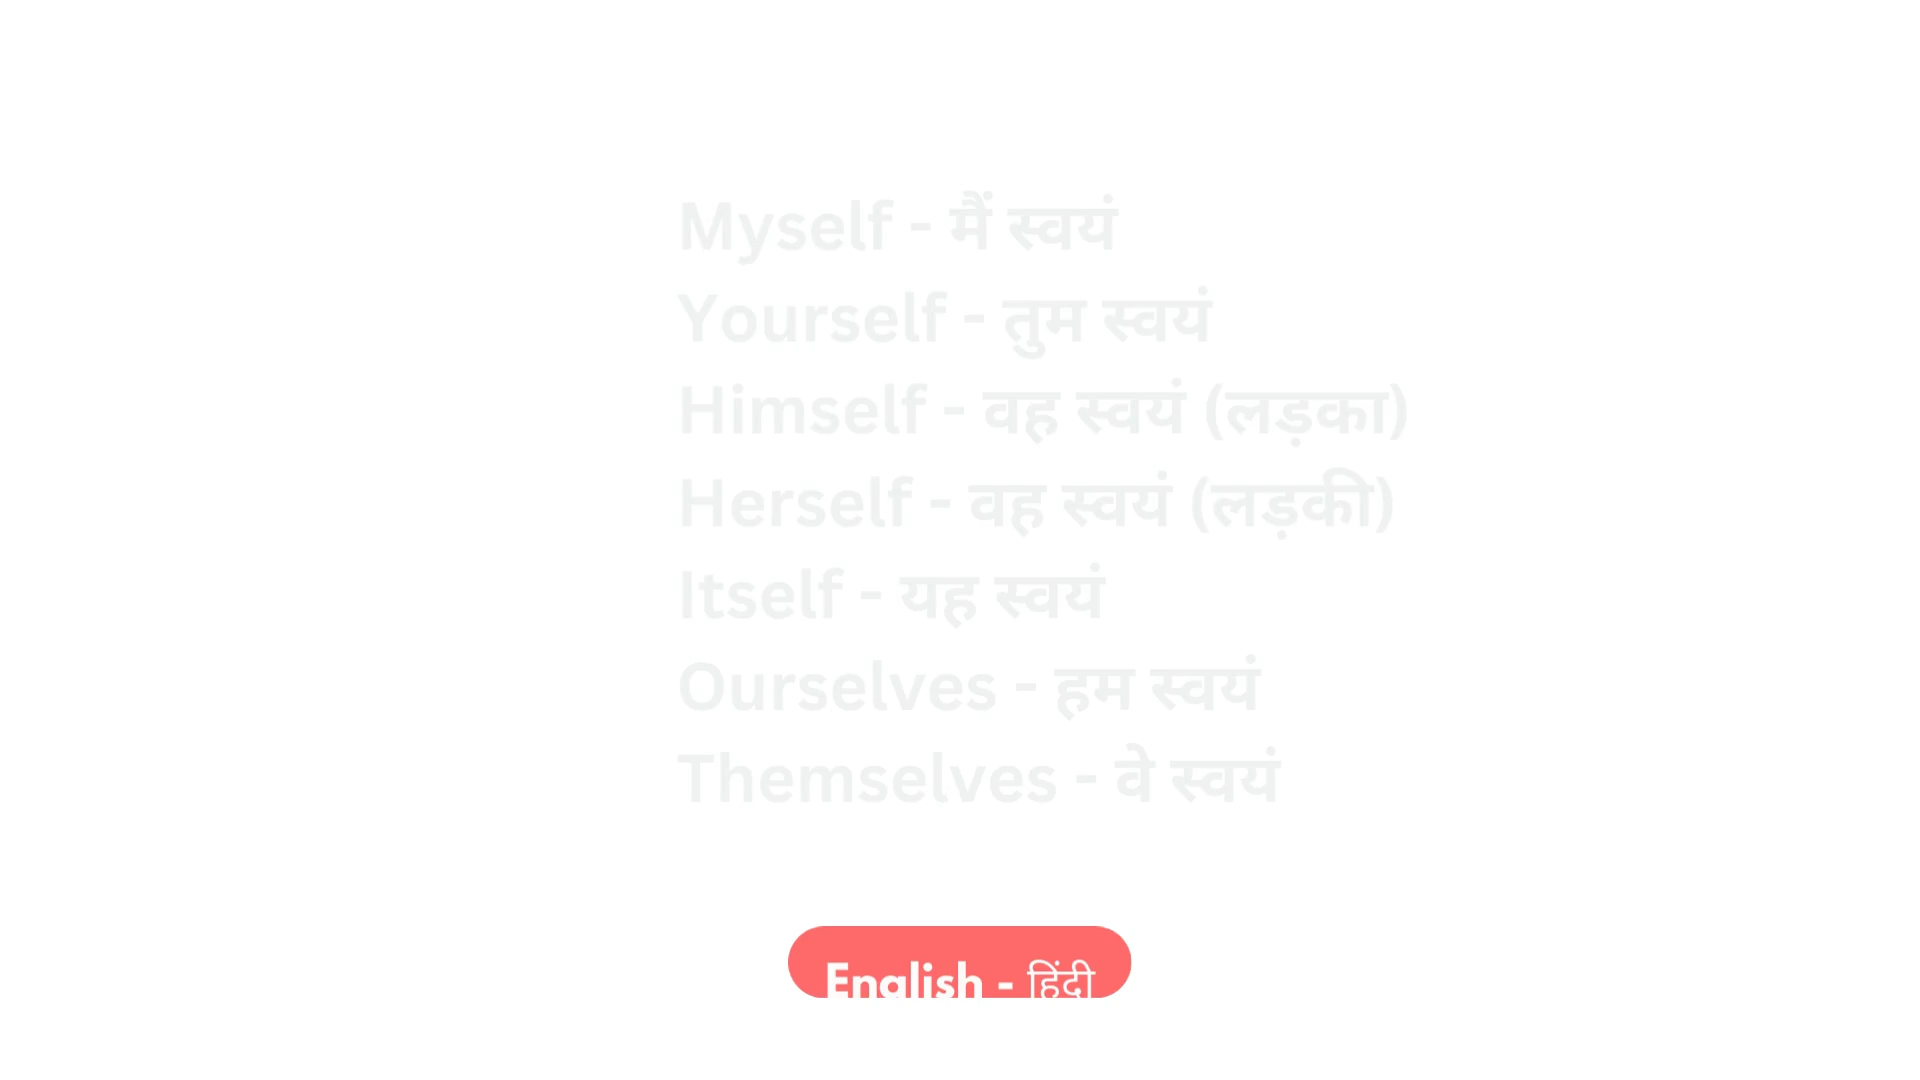 Myself - मैं स्वयं
Yourself - तुम स्वयं
Himself - वह स्वयं (लड़का)
Herself - वह स्वयं (लड़की)
Itself - यह स्वयं
Ourselves - हम स्वयं
Themselves - वे स्वयं
English - हिंदी